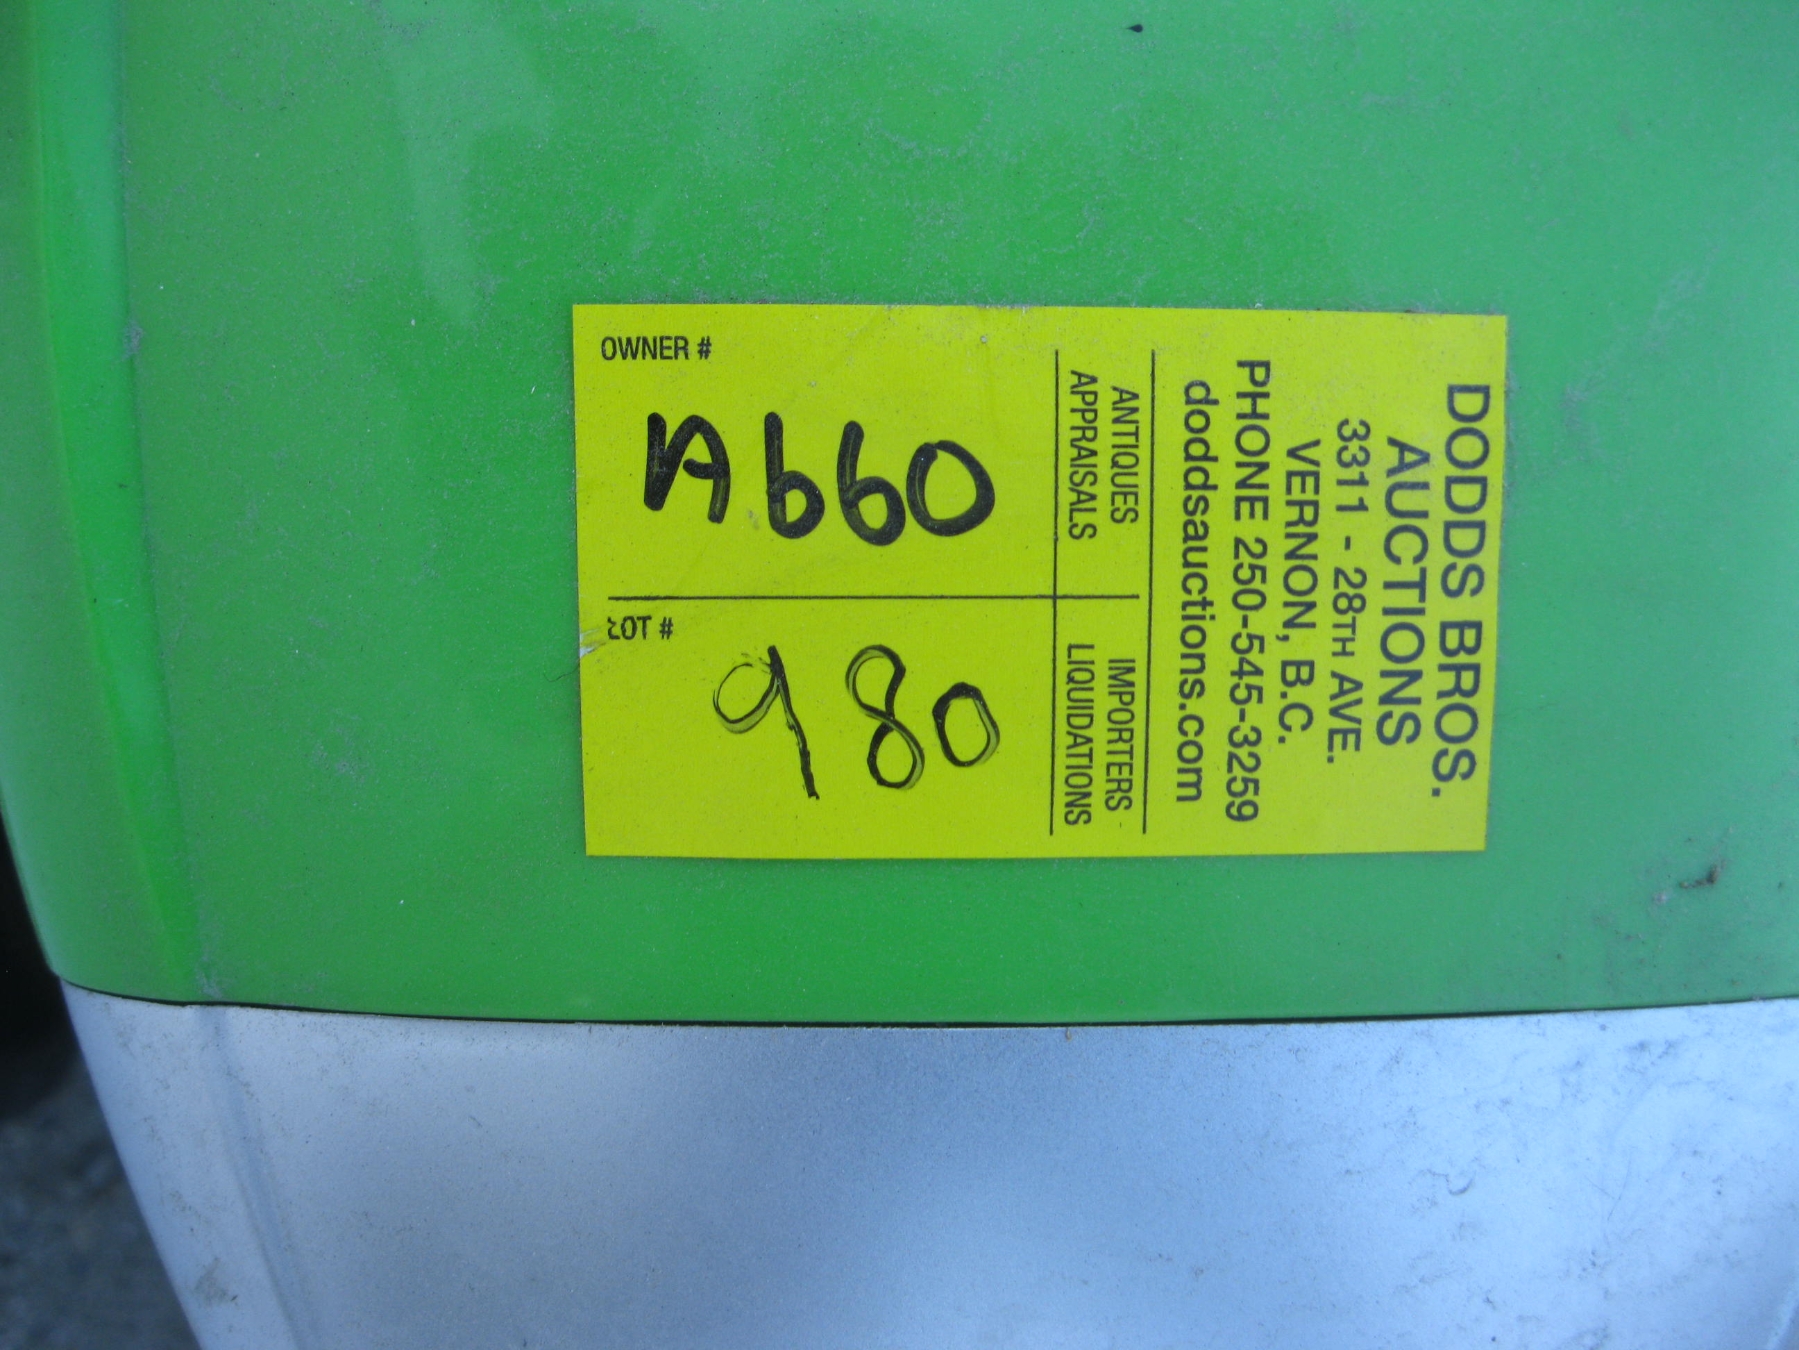 DODDS BROS.
AUCTIONS
3311 - 28TH AVE.
VERNON, B.C.
PHONE 250-545-3259
doddsauctions.com
ANTIQUES
APPRAISALS
IMPORTERS
LIQUIDATIONS
OWNER #
A660
LOT #
980